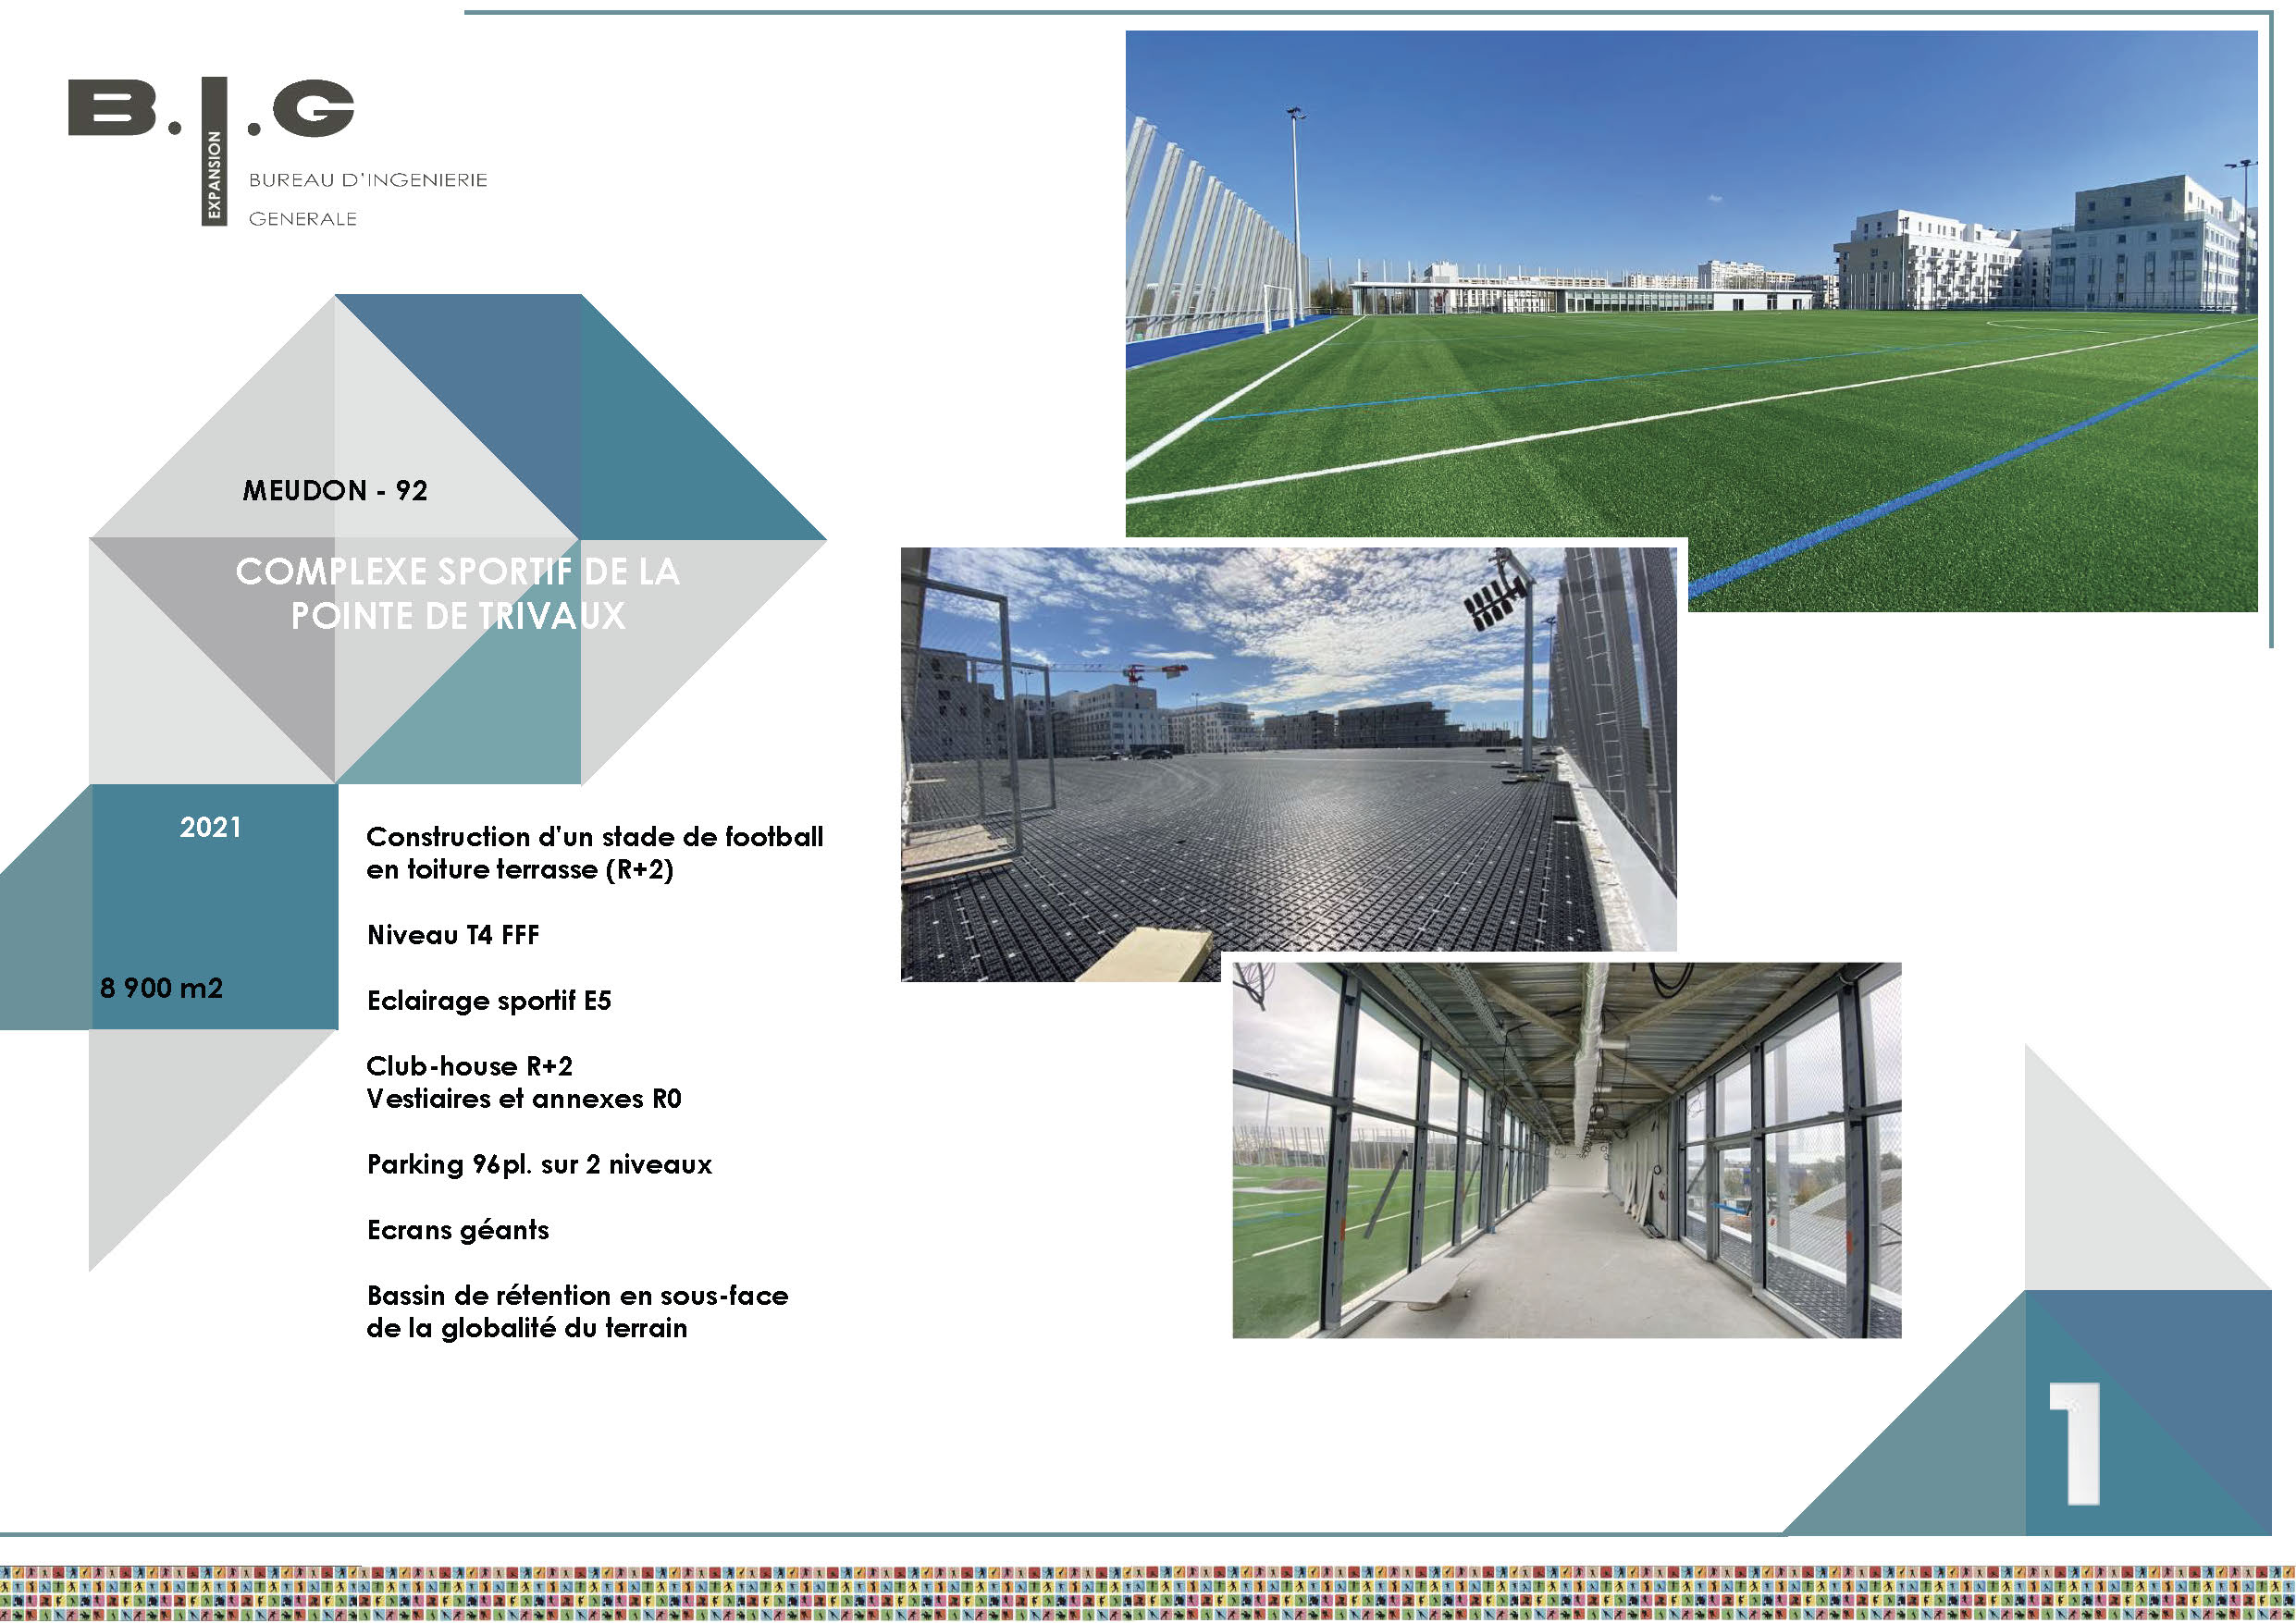 B.I.G
EXPANSION
BUREAU D'INGENIERIE
GENERALE
MEUDON - 92
COMPLEXE SPORTIF DE LA
POINTE DE TRIVAUX
2021
8 900 m2
Construction d'un stade de football
en toiture terrasse (R+2)
Niveau T4 FFF
Eclairage sportif E5
Club-house R+2
Vestiaires et annexes R0
Parking 96pl. sur 2 niveaux
Ecrans géants
Bassin de rétention en sous-face
de la globalité du terrain
1